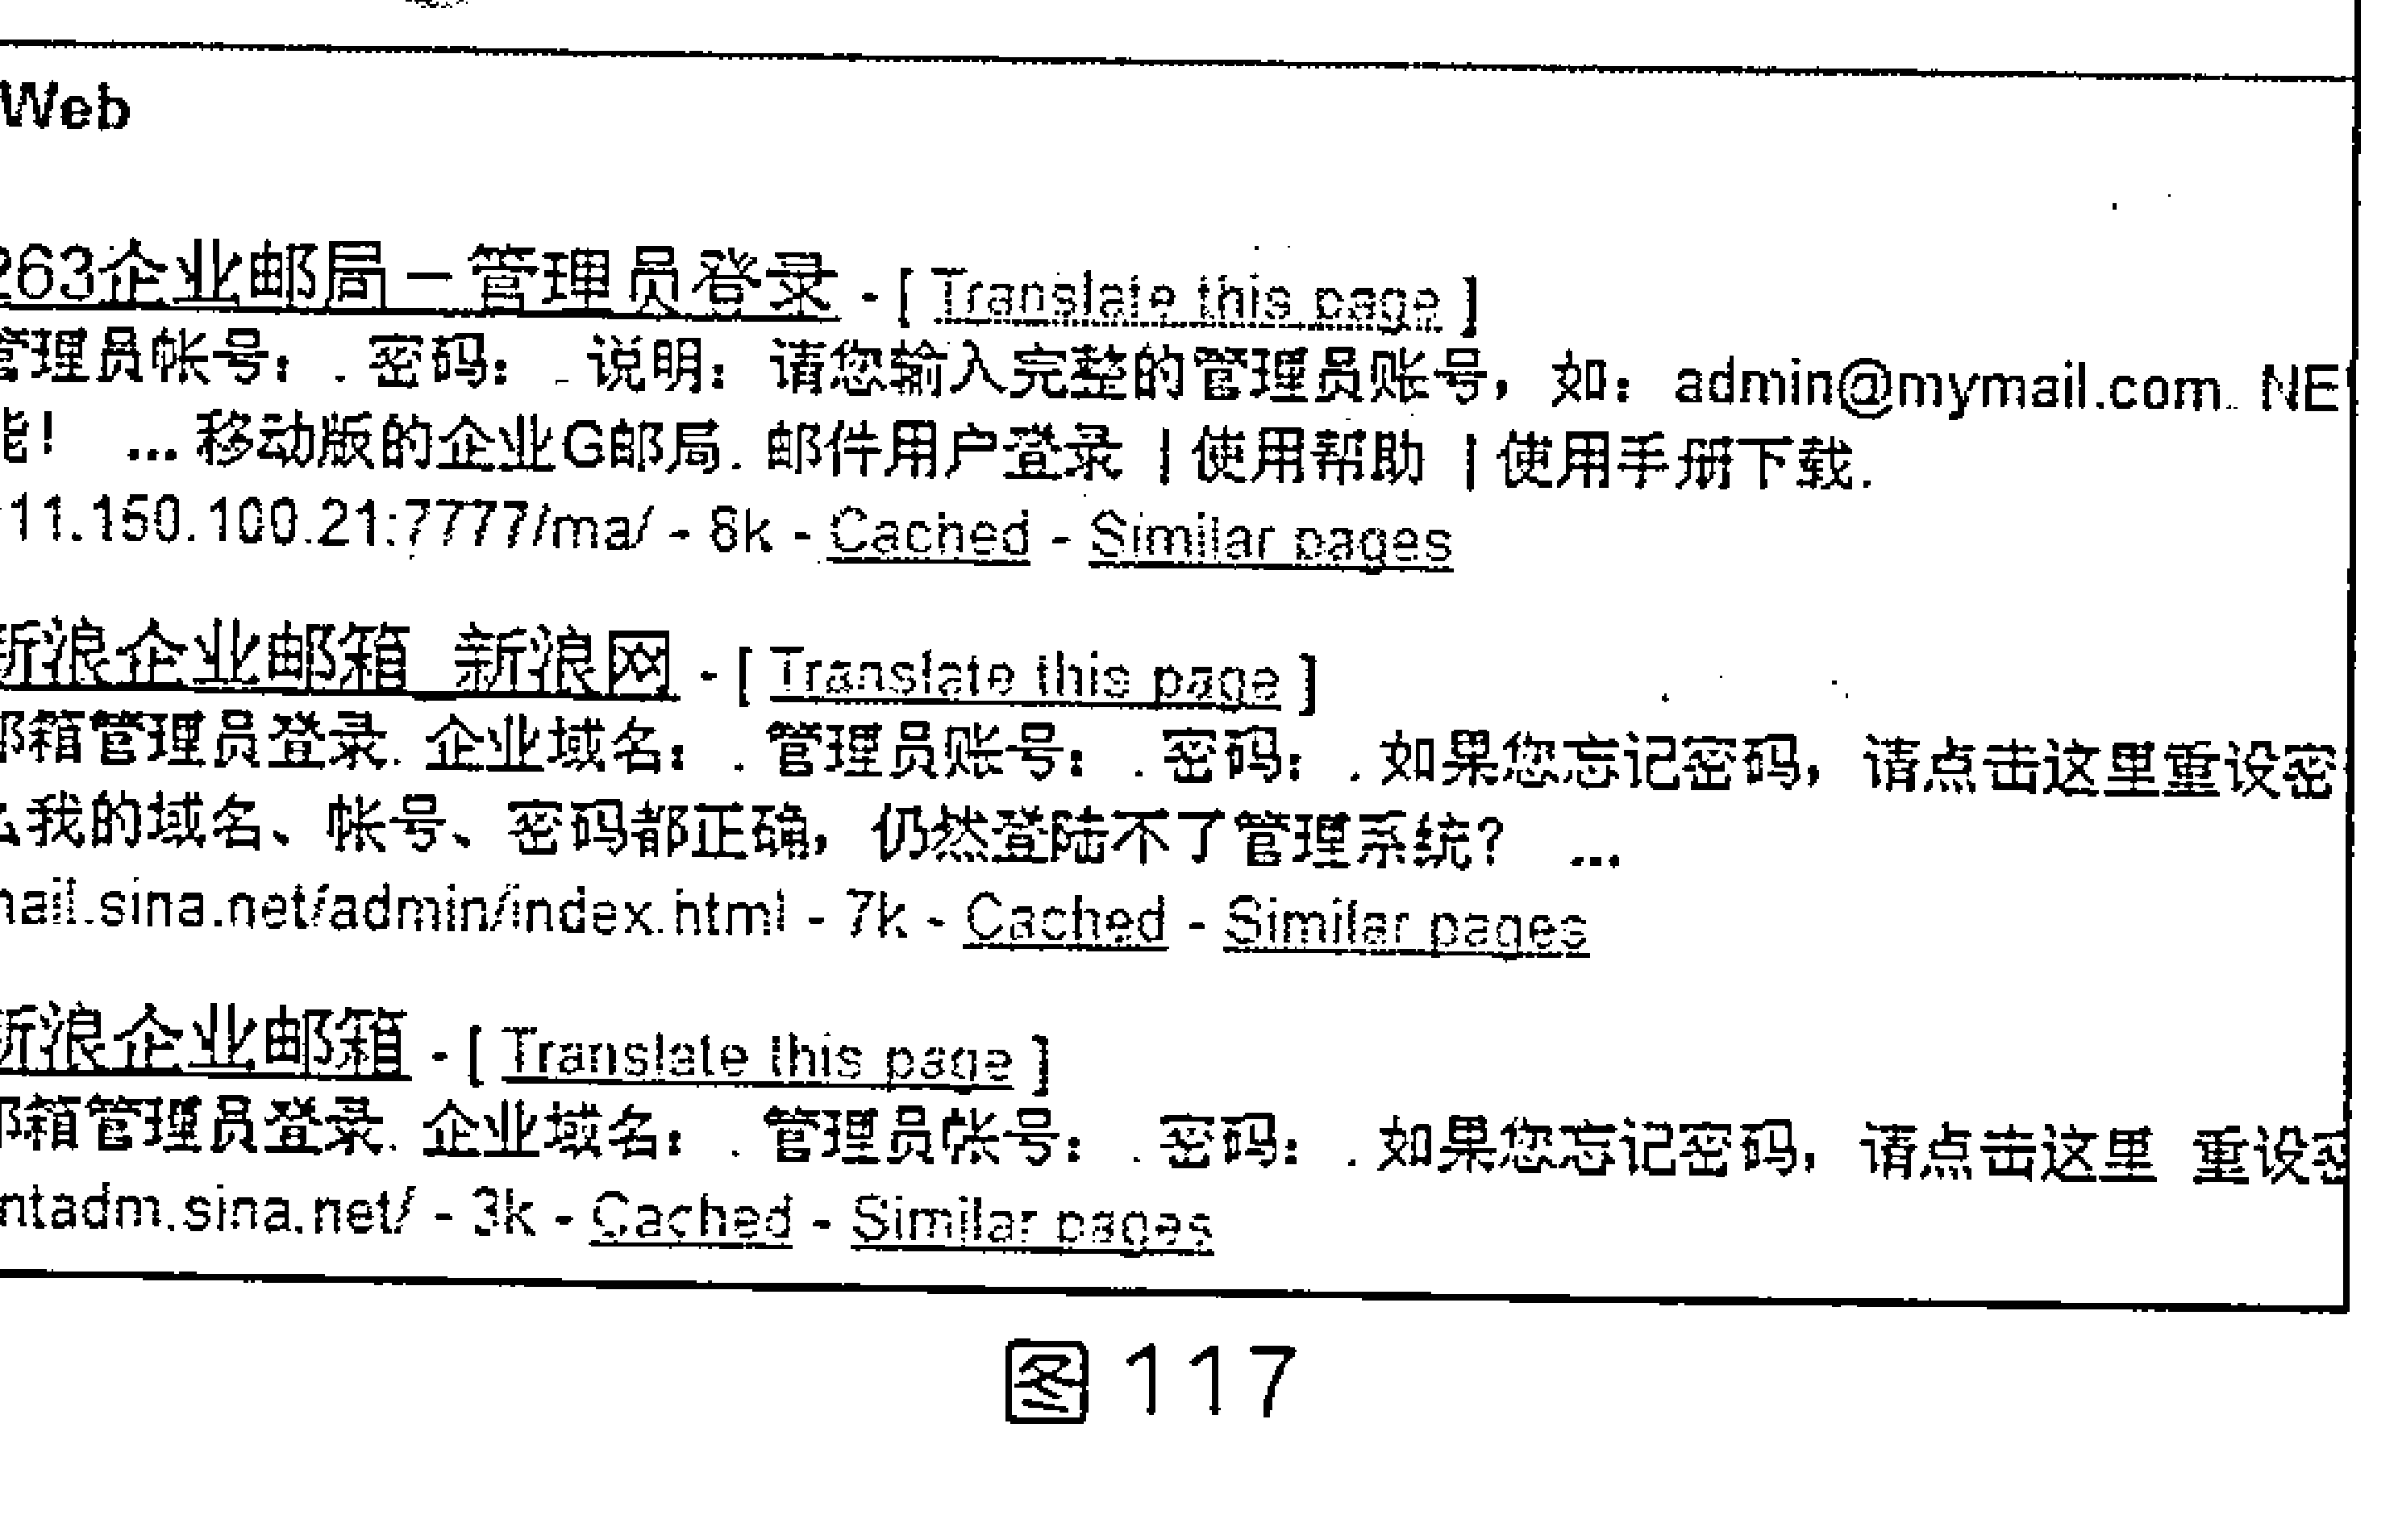 Web
263企业邮局－管理员登录 - [ Translate this page ]
管理员帐号：. 密码：. 说明：请您输入完整的管理员账号，如：admin@mymail.com. NE
能！ ... 移动版的企业G邮局. 邮件用户登录 | 使用帮助 | 使用手册下载.
11.150.100.21:7777/ma/ - 8k - Cached - Similar pages
新浪企业邮箱_新浪网 - [ Translate this page ]
邮箱管理员登录. 企业域名：. 管理员账号：. 密码：. 如果您忘记密码，请点击这里重设密
么我的域名、帐号、密码都正确，仍然登陆不了管理系统？ ...
mail.sina.net/admin/index.html - 7k - Cached - Similar pages
新浪企业邮箱 - [ Translate this page ]
邮箱管理员登录. 企业域名：. 管理员帐号：. 密码：. 如果您忘记密码，请点击这里 重设密
ntadm.sina.net/ - 3k - Cached - Similar pages
图 117